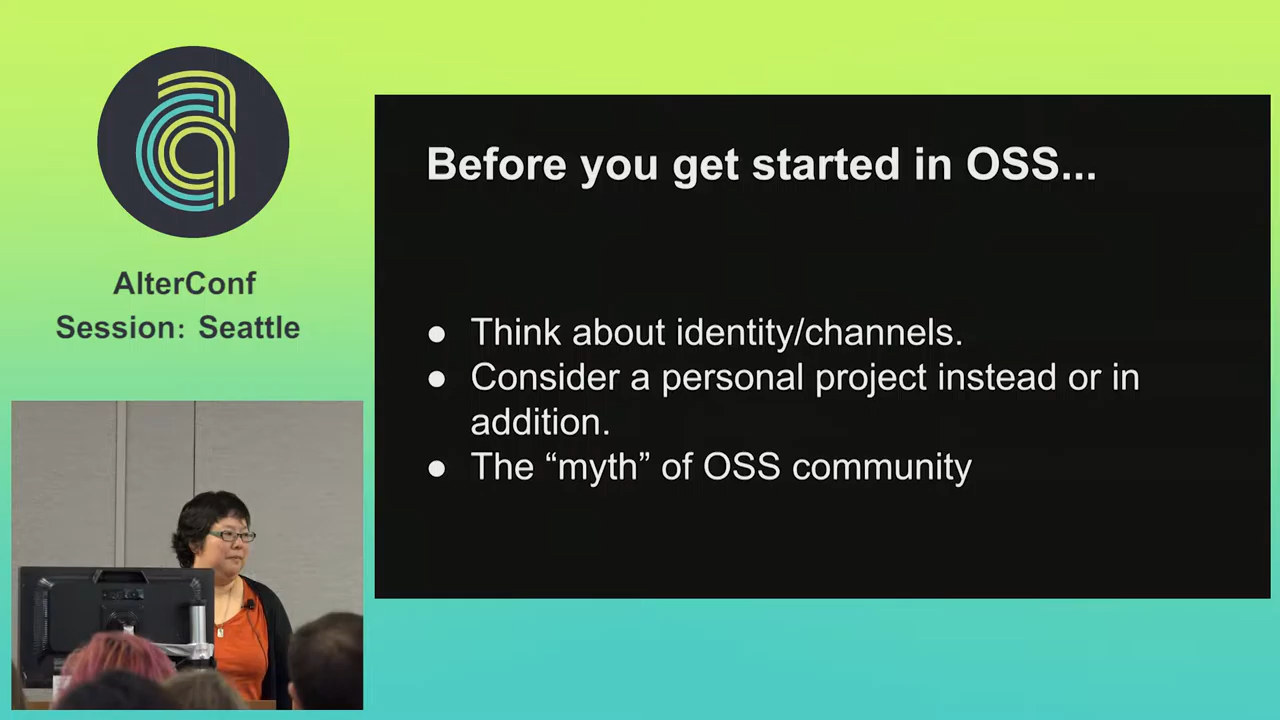 AlterConf
Session: Seattle
Before you get started in OSS...
● Think about identity/channels.
● Consider a personal project instead or in
addition.
● The “myth” of OSS community